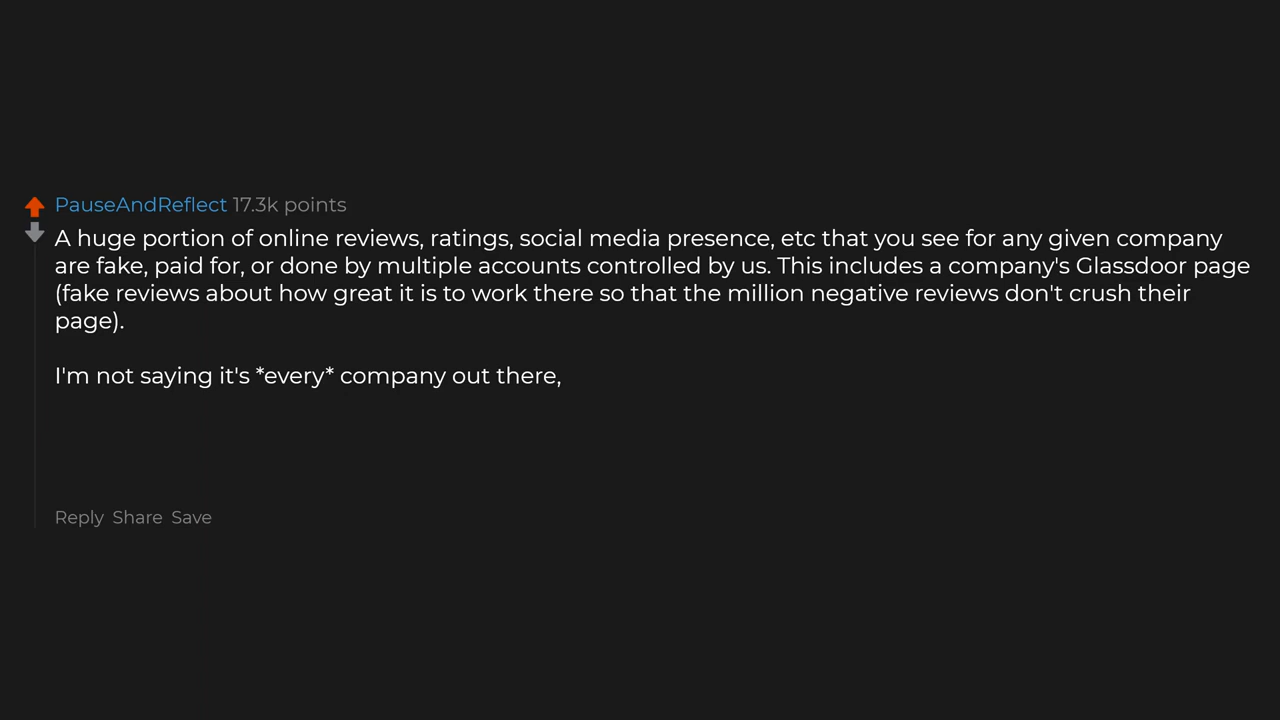 PauseAndReflect 17.3k points
A huge portion of online reviews, ratings, social media presence, etc that you see for any given company
are fake, paid for, or done by multiple accounts controlled by us. This includes a company's Glassdoor page
(fake reviews about how great it is to work there so that the million negative reviews don't crush their
page).
I'm not saying it's *every* company out there,
Reply Share Save